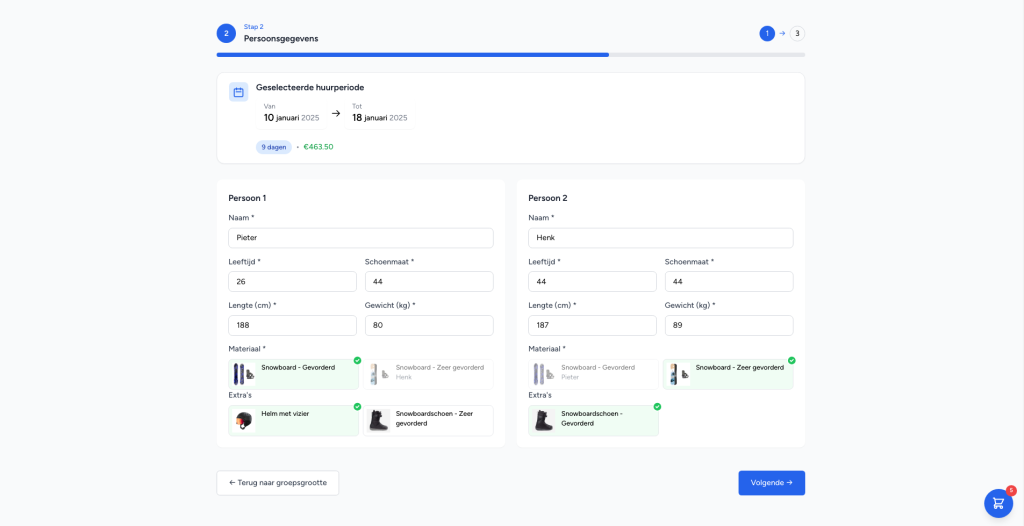 2
Stap 2
Persoonsgegevens
1 → 3
Geselecteerde huurperiode
Van
10 januari 2025
→
Tot
18 januari 2025
9 dagen • €463.50
Persoon 1
Naam *
Pieter
Leeftijd *
26
Schoenmaat *
44
Lengte (cm) *
188
Gewicht (kg) *
80
Materiaal *
Snowboard - Gevorderd
Snowboard - Zeer gevorderd
Henk
Extra's
Helm met vizier
Snowboardschoen - Zeer
gevorderd
Persoon 2
Naam *
Henk
Leeftijd *
44
Schoenmaat *
44
Lengte (cm) *
187
Gewicht (kg) *
89
Materiaal *
Snowboard - Gevorderd
Pieter
Snowboard - Zeer gevorderd
Extra's
Snowboardschoen -
Gevorderd
← Terug naar groepsgrootte
Volgende →
5